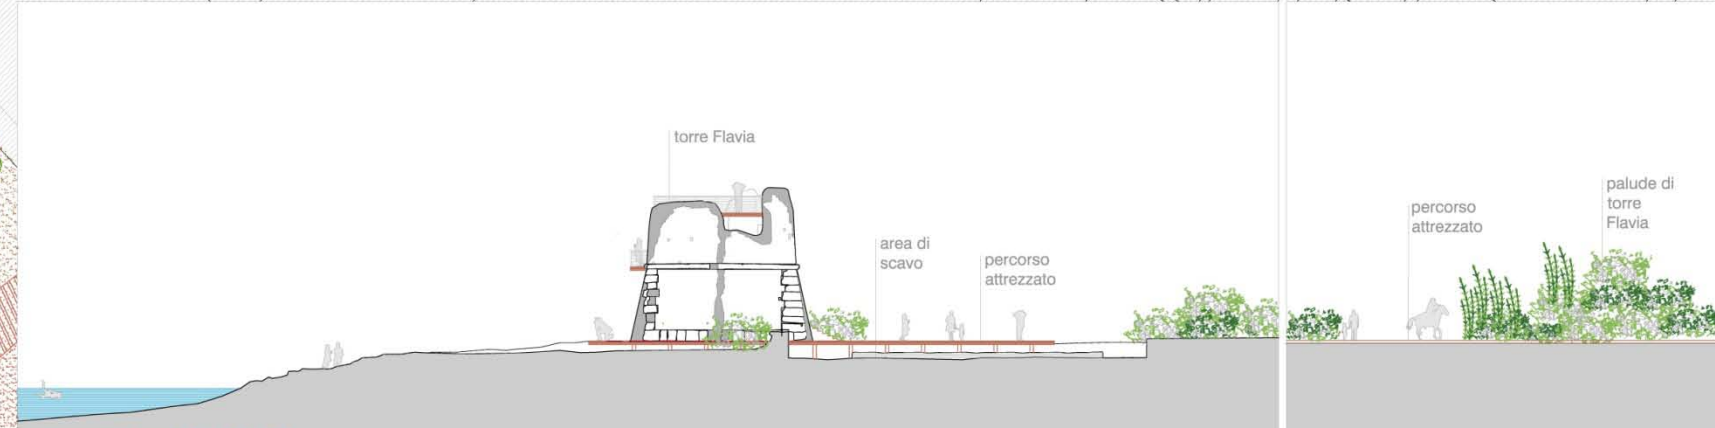 torre Flavia
area di
scavo
percorso
attrezzato
percorso
attrezzato
palude di
torre
Flavia